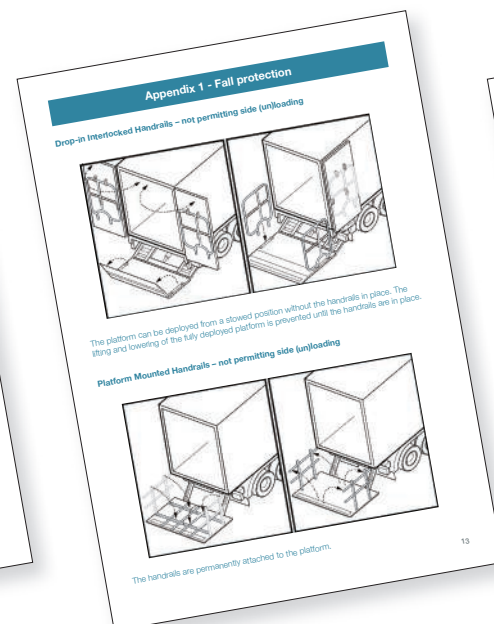 Appendix 1 - Fall protection
Drop-in Interlocked Handrails – not permitting side (un)loading
The platform can be deployed from a stowed position without the handrails in place. The
lifting and lowering of the fully deployed platform is prevented until the handrails are in place.
Platform Mounted Handrails – not permitting side (un)loading
The handrails are permanently attached to the platform.
13